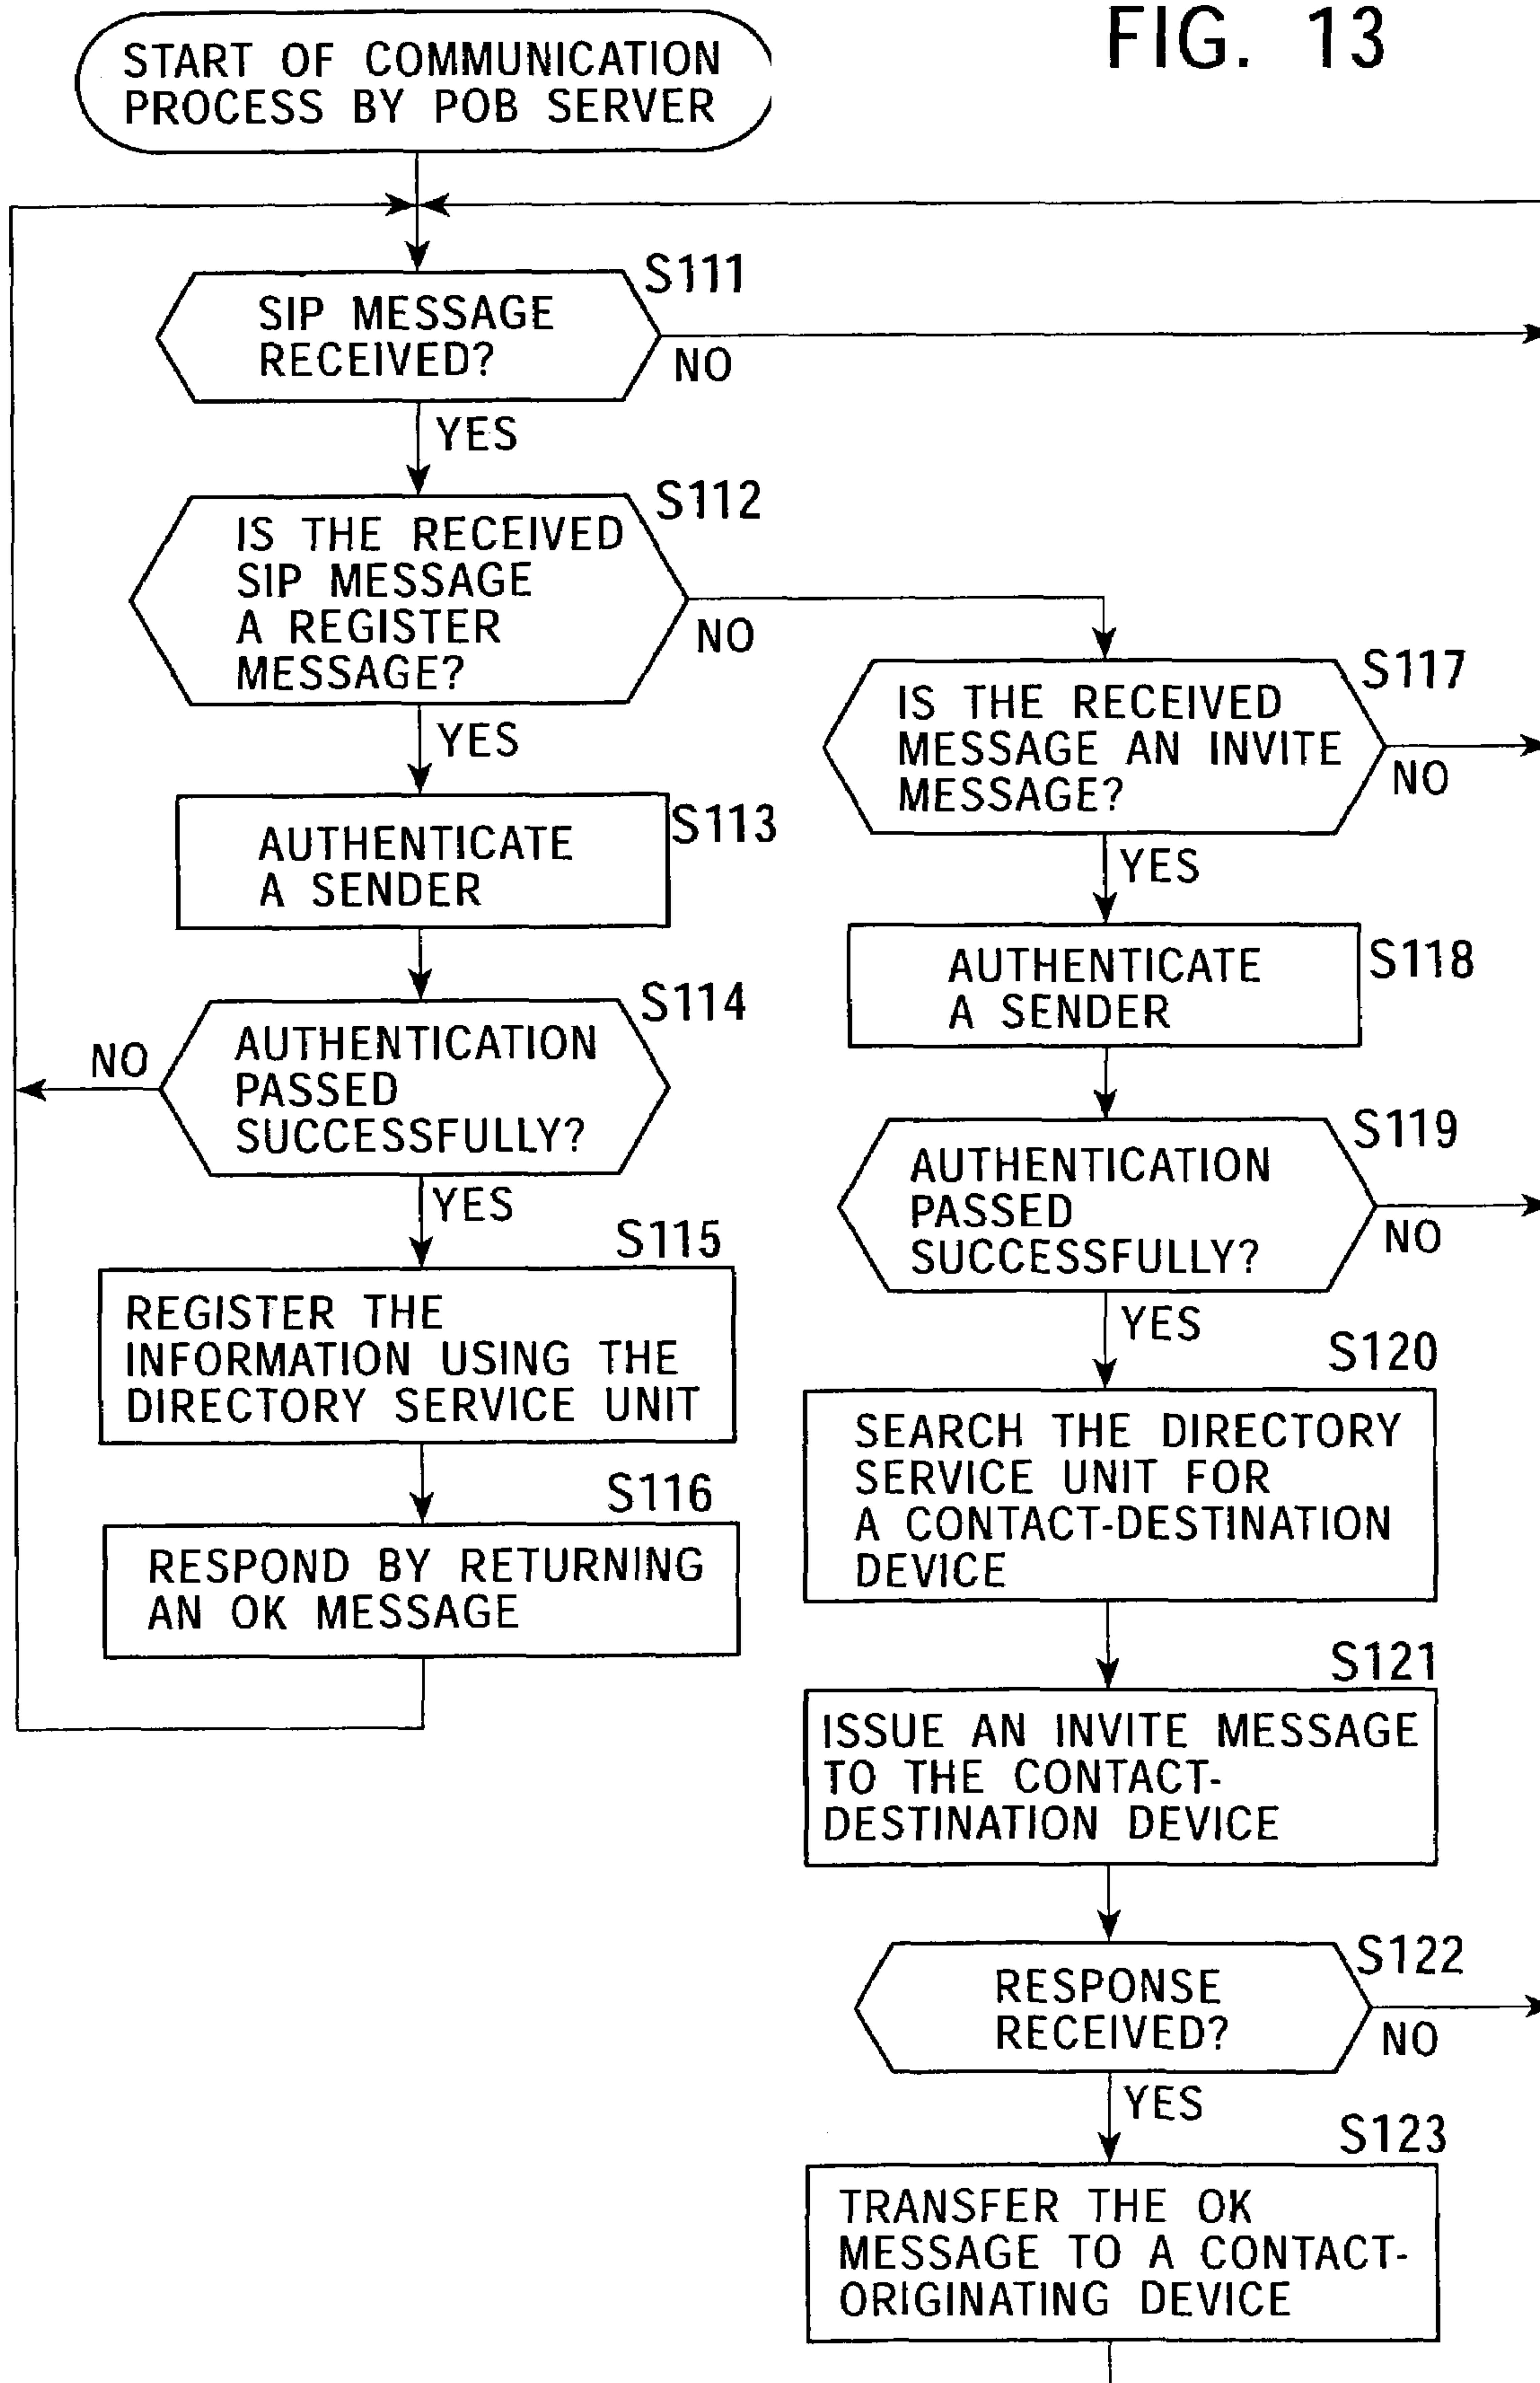 FIG. 13
START OF COMMUNICATION
PROCESS BY POB SERVER
S111
SIP MESSAGE
RECEIVED?
NO
YES
S112
IS THE RECEIVED
SIP MESSAGE
A REGISTER
MESSAGE?
NO
YES
S113
AUTHENTICATE
A SENDER
S114
AUTHENTICATION
PASSED
SUCCESSFULLY?
NO
YES
S115
REGISTER THE
INFORMATION USING THE
DIRECTORY SERVICE UNIT
S116
RESPOND BY RETURNING
AN OK MESSAGE
S117
IS THE RECEIVED
MESSAGE AN INVITE
MESSAGE?
NO
YES
S118
AUTHENTICATE
A SENDER
S119
AUTHENTICATION
PASSED
SUCCESSFULLY?
NO
YES
S120
SEARCH THE DIRECTORY
SERVICE UNIT FOR
A CONTACT-DESTINATION
DEVICE
S121
ISSUE AN INVITE MESSAGE
TO THE CONTACT-
DESTINATION DEVICE
S122
RESPONSE
RECEIVED?
NO
YES
S123
TRANSFER THE OK
MESSAGE TO A CONTACT-
ORIGINATING DEVICE